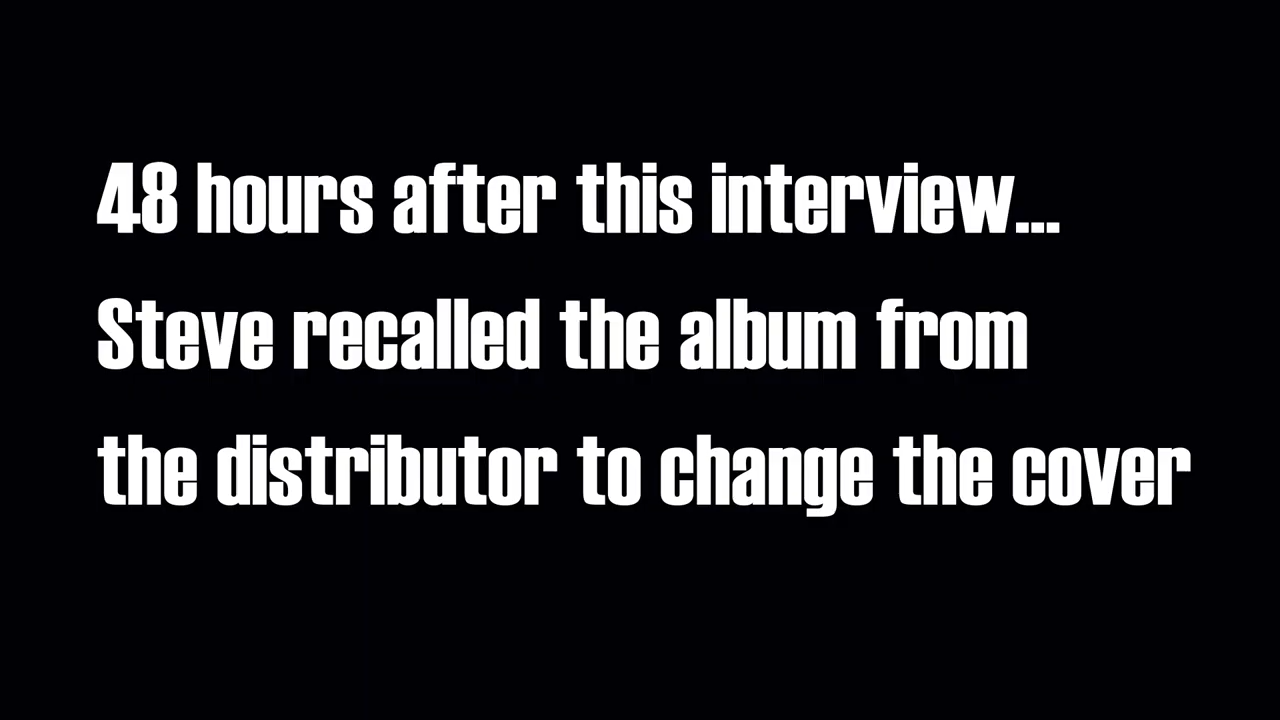 48 hours after this interview...
Steve recalled the album from
the distributor to change the cover